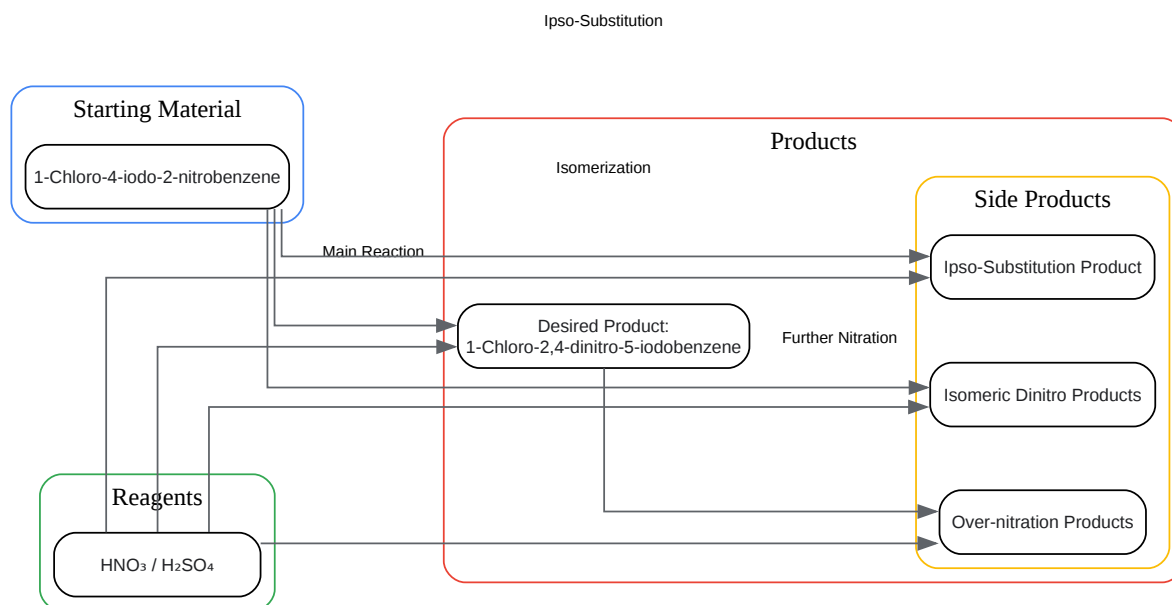 Ipso-Substitution
Starting Material
1-Chloro-4-iodo-2-nitrobenzene
Products
Isomerization
Side Products
Main Reaction
Ipso-Substitution Product
Desired Product:
1-Chloro-2,4-dinitro-5-iodobenzene
Further Nitration
Isomeric Dinitro Products
Reagents
HNO₃ / H₂SO₄
Over-nitration Products